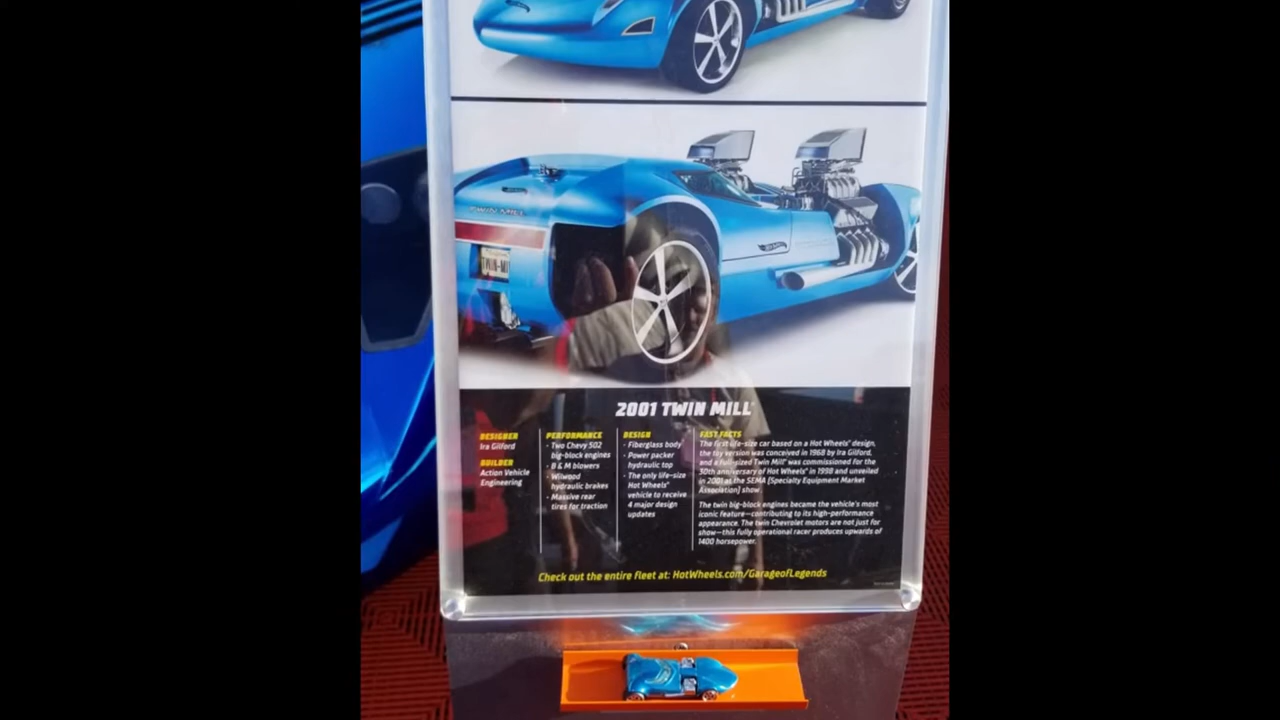 TWIN MILL
TWIN-MI
2001 TWIN MILL
DESIGNER
Ira Gilford
BUILDER
Action Vehicle
Engineering
PERFORMANCE
· Two Chevy 502
big-block engines
· B & M blowers
· Wilwood
hydraulic brakes
· Massive rear
tires for traction
DESIGN
· Fiberglass body
· Power packer
hydraulic top
· The only life-size
Hot Wheels®
vehicle to receive
4 major design
updates
FAST FACTS
The first life-size car based on a Hot Wheels® design,
the toy version was conceived in 1968 by Ira Gilford,
and a full-sized Twin Mill® was commissioned for the
30th anniversary of Hot Wheels® in 1998 and unveiled
in 2001 at the SEMA (Specialty Equipment Market
Association) show.
The twin big-block engines became the vehicle's most
iconic feature—contributing to its high-performance
appearance. The twin Chevrolet motors are not just for
show—this fully operational racer produces upwards of
1400 horsepower.
Check out the entire fleet at: HotWheels.com/GarageofLegends